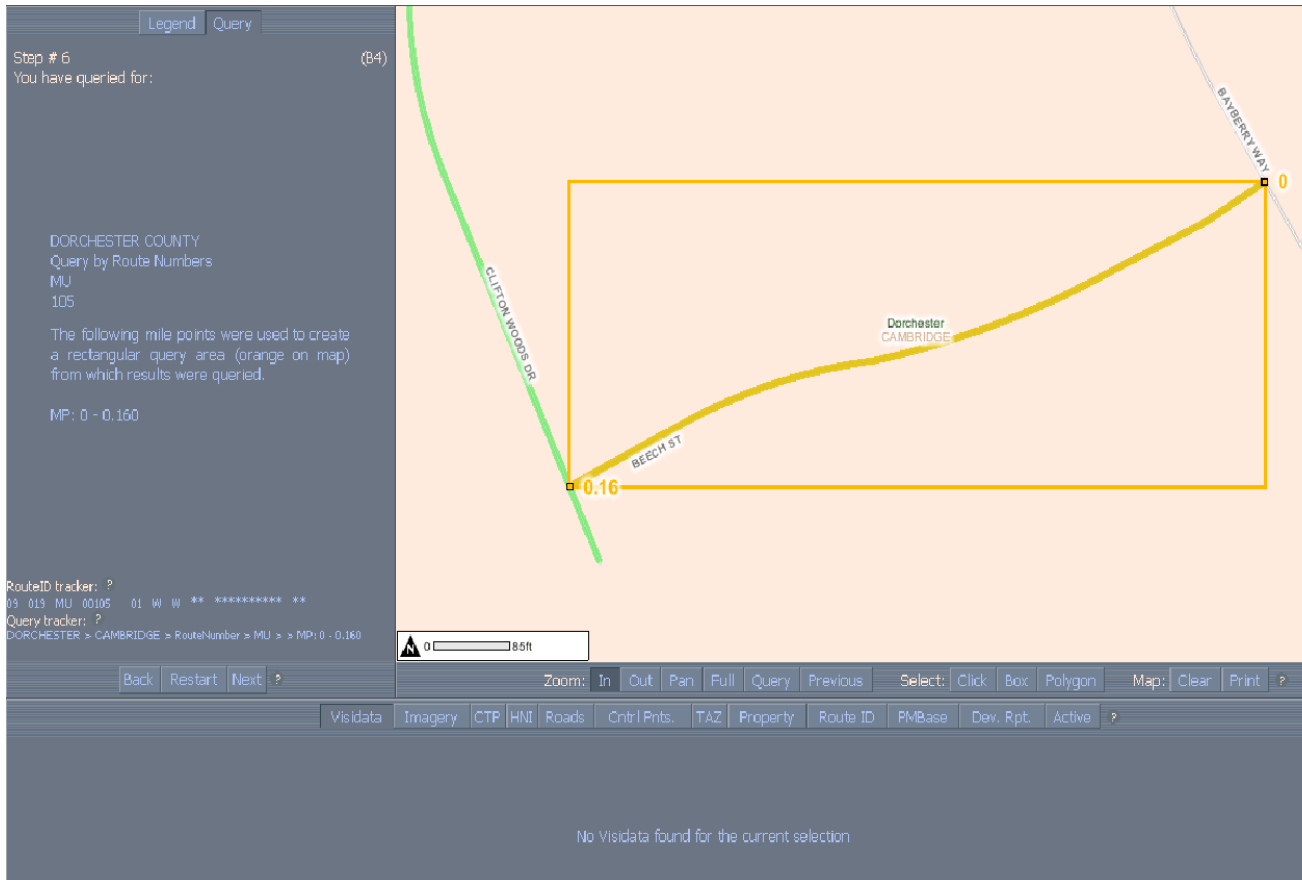 Legend Query
Step # 6 (B4)
You have queried for:
DORCHESTER COUNTY
Query by Route Numbers
MU
105
The following mile points were used to create
a rectangular query area (orange on map)
from which results were queried.
MP: 0 - 0.160
RouteID tracker: ?
09 019 MU 00105 01 W W ** ********** **
Query tracker: ?
DORCHESTER > CAMBRIDGE > RouteNumber > MU > > MP: 0 - 0.160
Back Restart Next ?
BAYBERRY WAY
0
CLIFTON WOODS DR
Dorchester
CAMBRIDGE
BEECH ST
0.16
N 0 85ft
Zoom: In Out Pan Full Query Previous Select: Click Box Polygon Map: Clear Print ?
Visidata Imagery CTP HNI Roads Cntrl Pnts. TAZ Property Route ID PMBase Dev. Rpt. Active ?
No Visidata found for the current selection